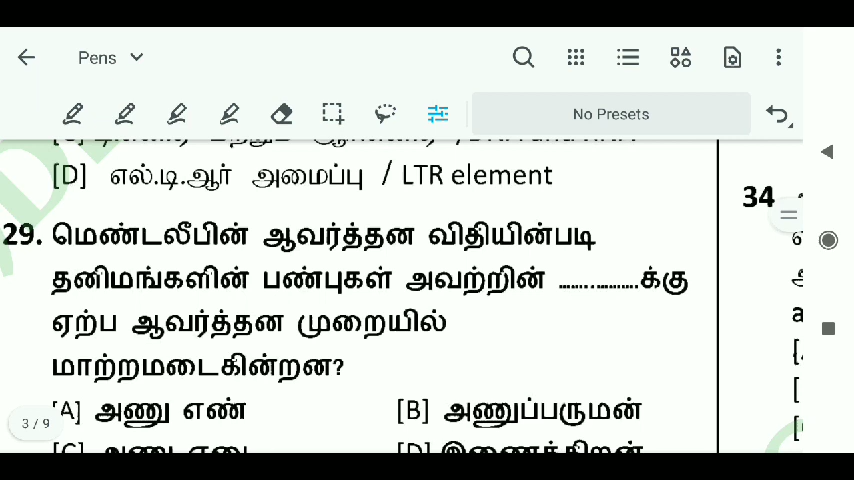 Pens
No Presets
[D] எல்.டி.ஆர் அமைப்பு / LTR element
34
29. மெண்டலீபின் ஆவர்த்தன விதியின்படி
தனிமங்களின் பண்புகள் அவற்றின் ....................க்கு
ஏற்ப ஆவர்த்தன முறையில்
மாற்றமடைகின்றன?
[A] அணு எண் [B] அணுப்பருமன்
3 / 9